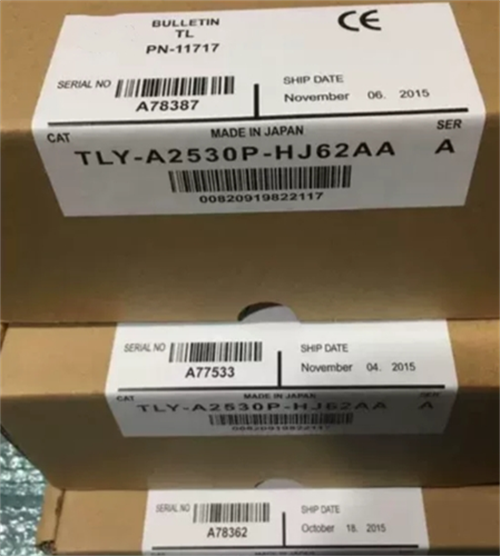 BULLETIN
TL
PN-11717
CE
SERIAL NO
A78387
SHIP DATE
November 06. 2015
MADE IN JAPAN
CAT
SER
TLY-A2530P-HJ62AA A
00820919822117
SERIAL NO
A77533
SHIP DATE
November 04. 2015
CAT
MADE IN JAPAN
SER
TLY-A2530P-HJ62AA A
00820919822117
SERIAL NO
A78362
SHIP DATE
October 18. 2015